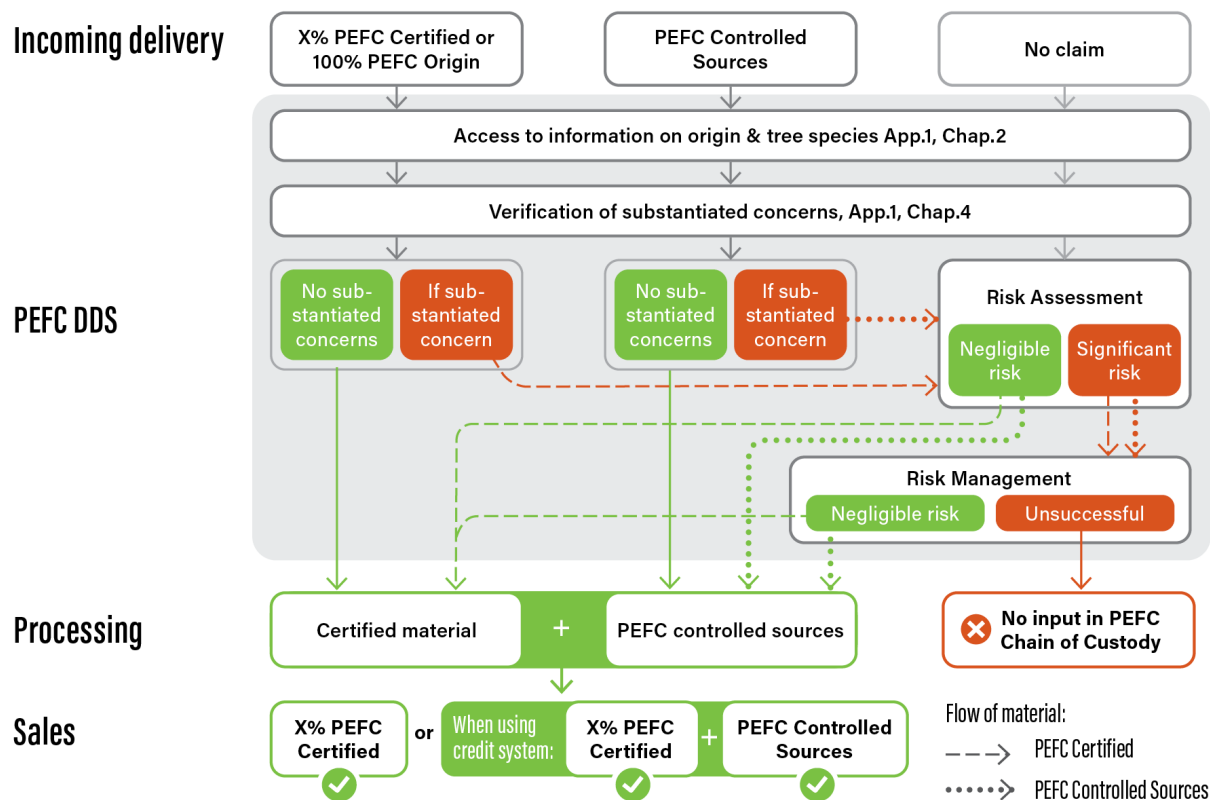 Incoming delivery
X% PEFC Certified or
100% PEFC Origin
PEFC Controlled
Sources
No claim
Access to information on origin & tree species App.1, Chap.2
Verification of substantiated concerns, App.1, Chap.4
PEFC DDS
No sub-
stantiated
concerns
If sub-
stantiated
concern
No sub-
stantiated
concerns
If sub-
stantiated
concern
Risk Assessment
Negligible
risk
Significant
risk
Risk Management
Negligible risk
Unsuccessful
Processing
Certified material
+
PEFC controlled sources
No input in PEFC
Chain of Custody
Sales
X% PEFC
Certified
or
When using
credit system:
X% PEFC
Certified
+
PEFC Controlled
Sources
Flow of material:
PEFC Certified
PEFC Controlled Sources